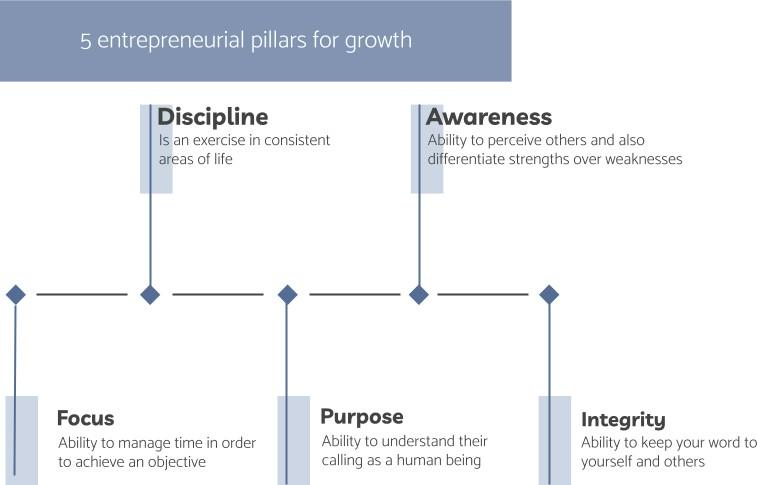 5 entrepreneurial pillars for growth
Discipline
Is an exercise in consistent
areas of life
Awareness
Ability to perceive others and also
differentiate strengths over weaknesses
Focus
Ability to manage time in order
to achieve an objective
Purpose
Ability to understand their
calling as a human being
Integrity
Ability to keep your word to
yourself and others